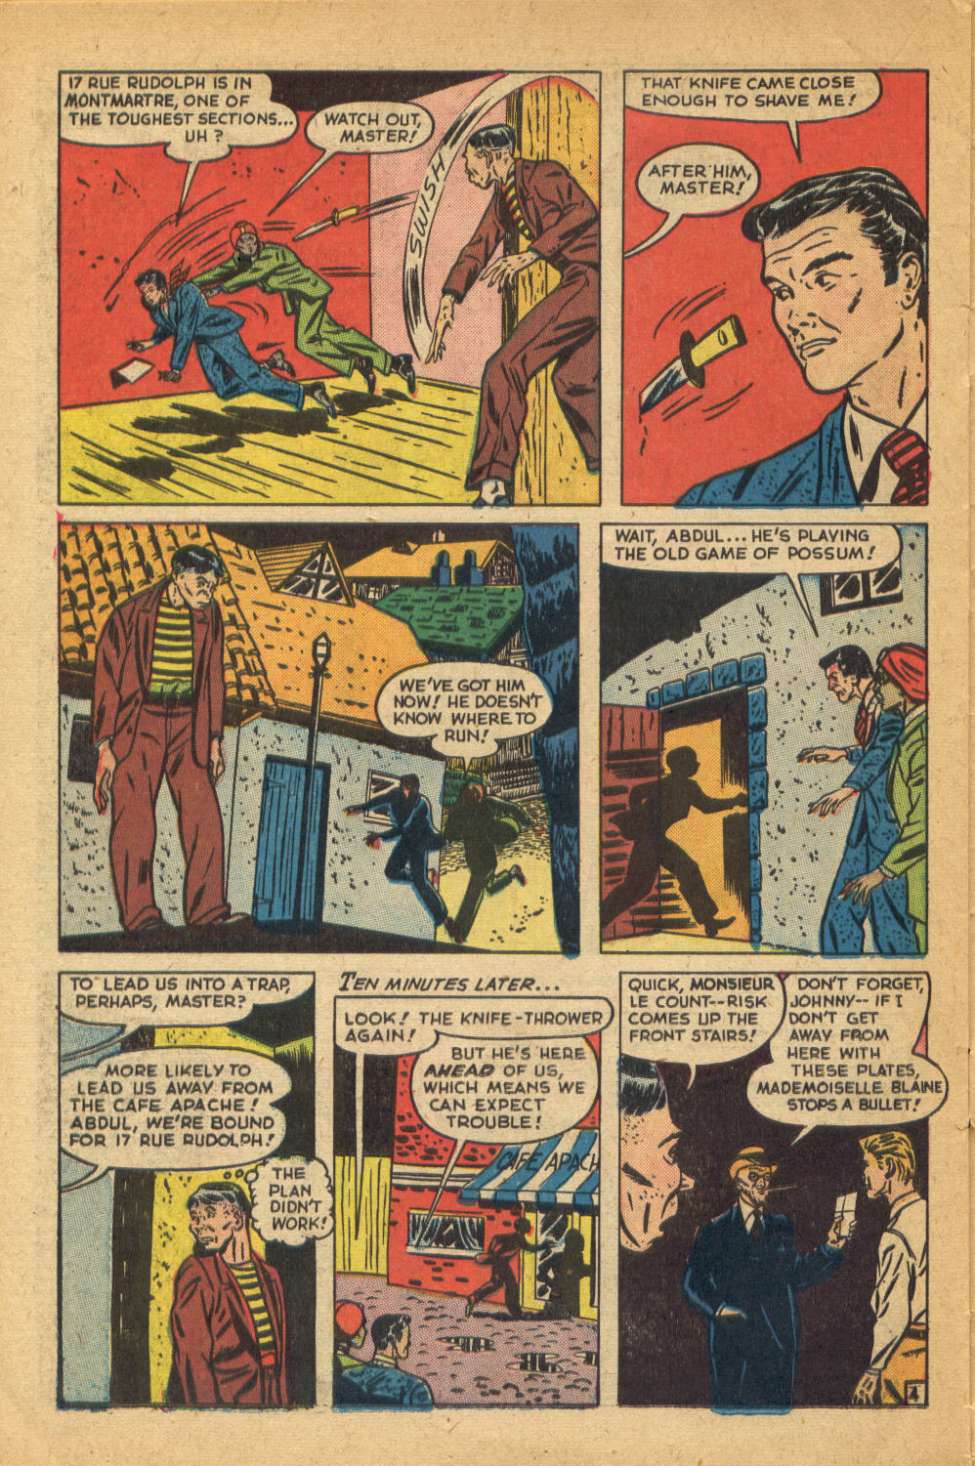 17 RUE RUDOLPH IS IN
MONTMARTRE, ONE OF
THE TOUGHEST SECTIONS...
UH?
WATCH OUT,
MASTER!
SWISH
THAT KNIFE CAME CLOSE
ENOUGH TO SHAVE ME!
AFTER HIM,
MASTER!
WE'VE GOT HIM
NOW! HE DOESN'T
KNOW WHERE TO
RUN!
WAIT, ABDUL... HE'S PLAYING
THE OLD GAME OF POSSUM!
TO LEAD US INTO A TRAP,
PERHAPS, MASTER?
MORE LIKELY TO
LEAD US AWAY FROM
THE CAFE APACHE!
ABDUL, WE'RE BOUND
FOR 17 RUE RUDOLPH!
THE
PLAN
DIDN'T
WORK!
TEN MINUTES LATER...
LOOK! THE KNIFE-THROWER
AGAIN!
BUT HE'S HERE
AHEAD OF US,
WHICH MEANS WE
CAN EXPECT
TROUBLE!
CAFE APACH
QUICK, MONSIEUR
LE COUNT--RISK
COMES UP THE
FRONT STAIRS!
DON'T FORGET,
JOHNNY--IF I
DON'T GET
AWAY FROM
HERE WITH
THESE PLATES,
MADEMOISELLE BLAINE
STOPS A BULLET!
4